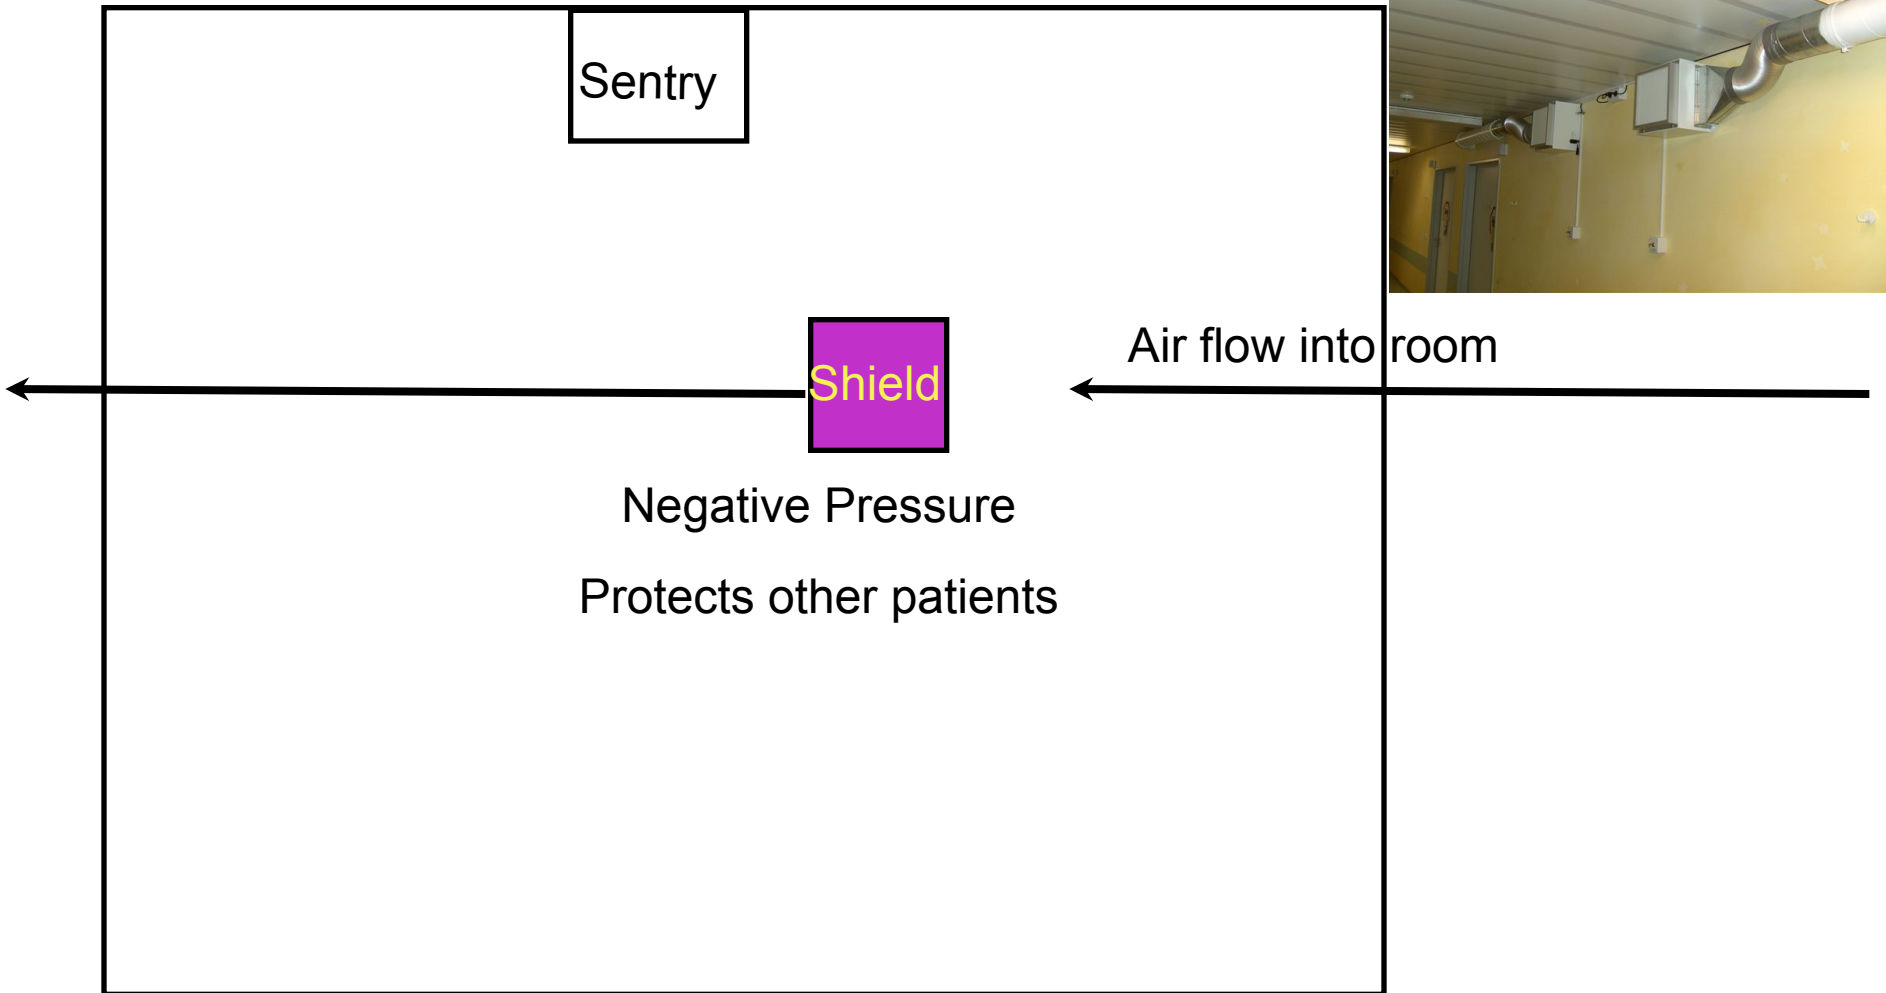 Sentry
Air flow into room
Shield
Negative Pressure
Protects other patients